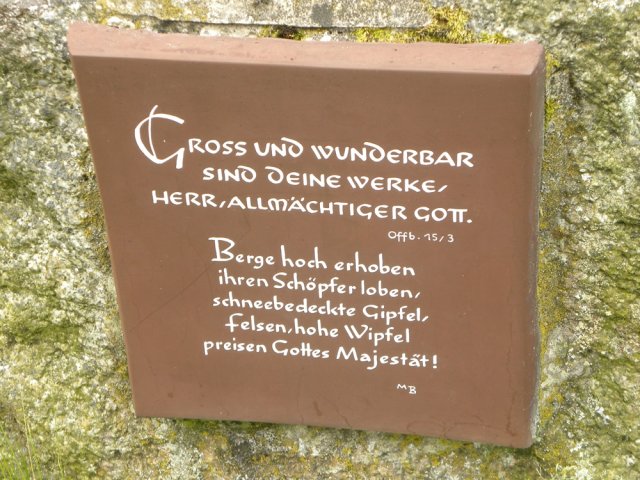 GROSS UND WUNDERBAR
SIND DEINE WERKE,
HERR, ALLMÄCHTIGER GOTT.
Offb. 15/3
Berge hoch erhoben
ihren Schöpfer loben,
schneebedeckte Gipfel,
Felsen, hohe Wipfel
preisen Gottes Majestät!
MB